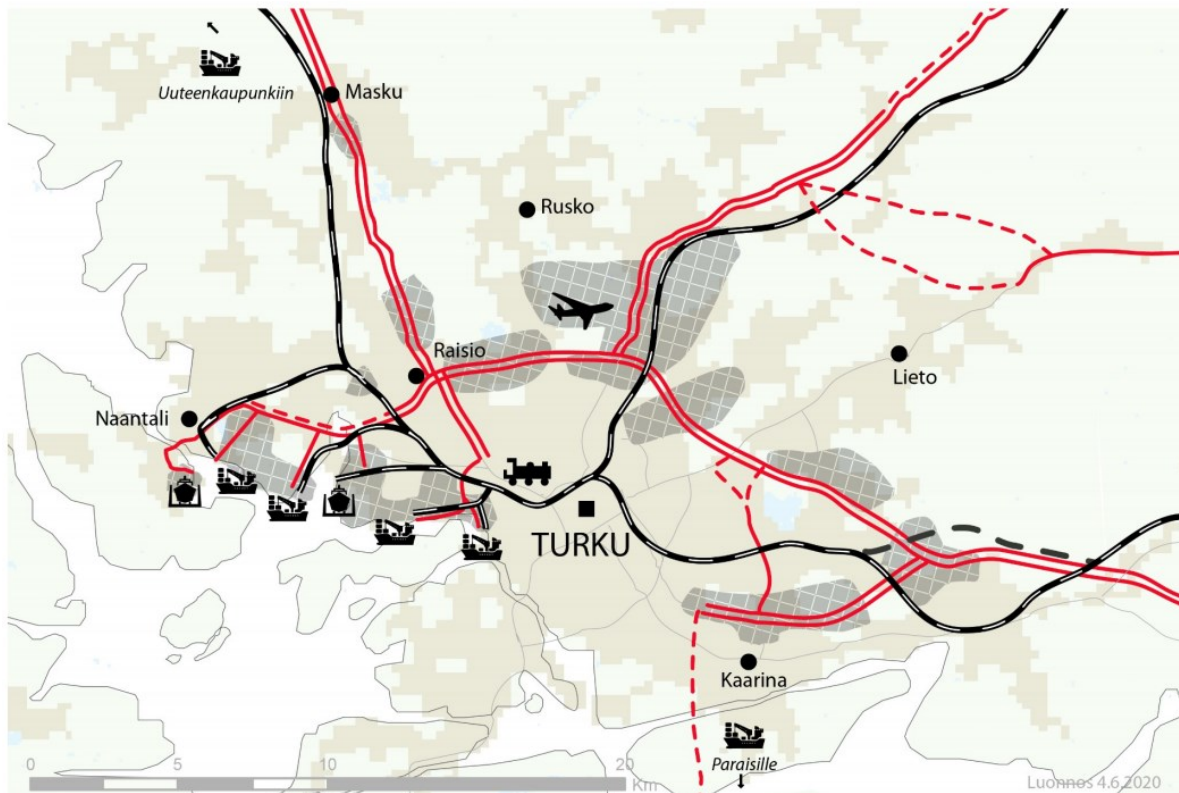 Uuteenkaupunkiin
Masku
Rusko
Raisio
Lieto
Naantali
TURKU
Kaarina
Paraisille
0 5 10 20
Km
Luonnos 4.6.2020